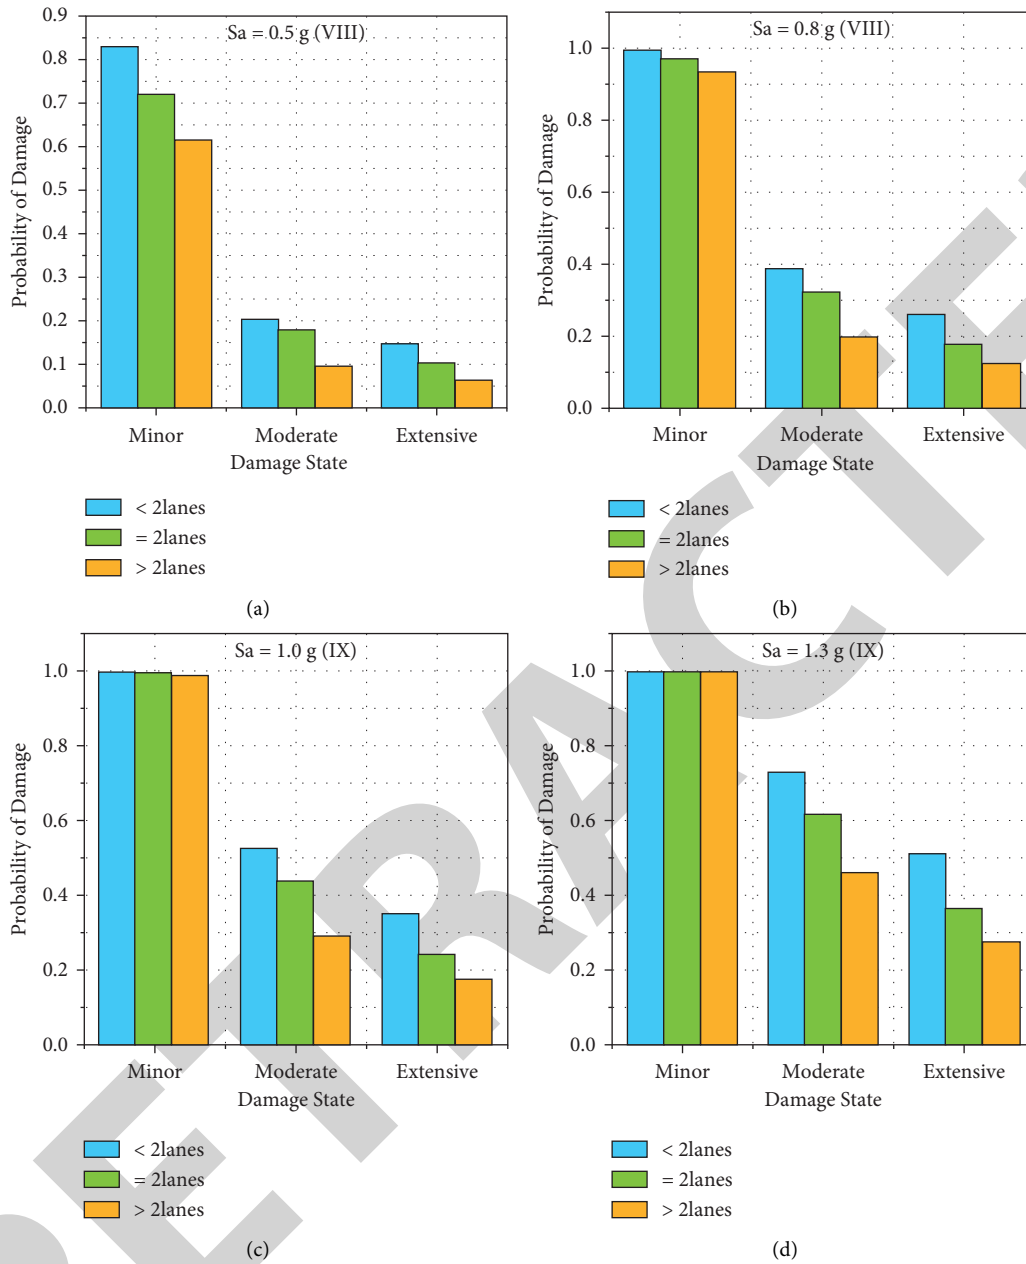 Sa = 0.5 g (VIII)
Probability of Damage
0.9
0.8
0.7
0.6
0.5
0.4
0.3
0.2
0.1
0.0
Minor Moderate Extensive
Damage State
< 2lanes
= 2lanes
> 2lanes
(a)
Sa = 0.8 g (VIII)
Probability of Damage
1.0
0.8
0.6
0.4
0.2
0.0
Minor Moderate Extensive
Damage State
< 2lanes
= 2lanes
> 2lanes
(b)
Sa = 1.0 g (IX)
Probability of Damage
1.0
0.8
0.6
0.4
0.2
0.0
Minor Moderate Extensive
Damage State
< 2lanes
= 2lanes
> 2lanes
(c)
Sa = 1.3 g (IX)
Probability of Damage
1.0
0.8
0.6
0.4
0.2
0.0
Minor Moderate Extensive
Damage State
< 2lanes
= 2lanes
> 2lanes
(d)